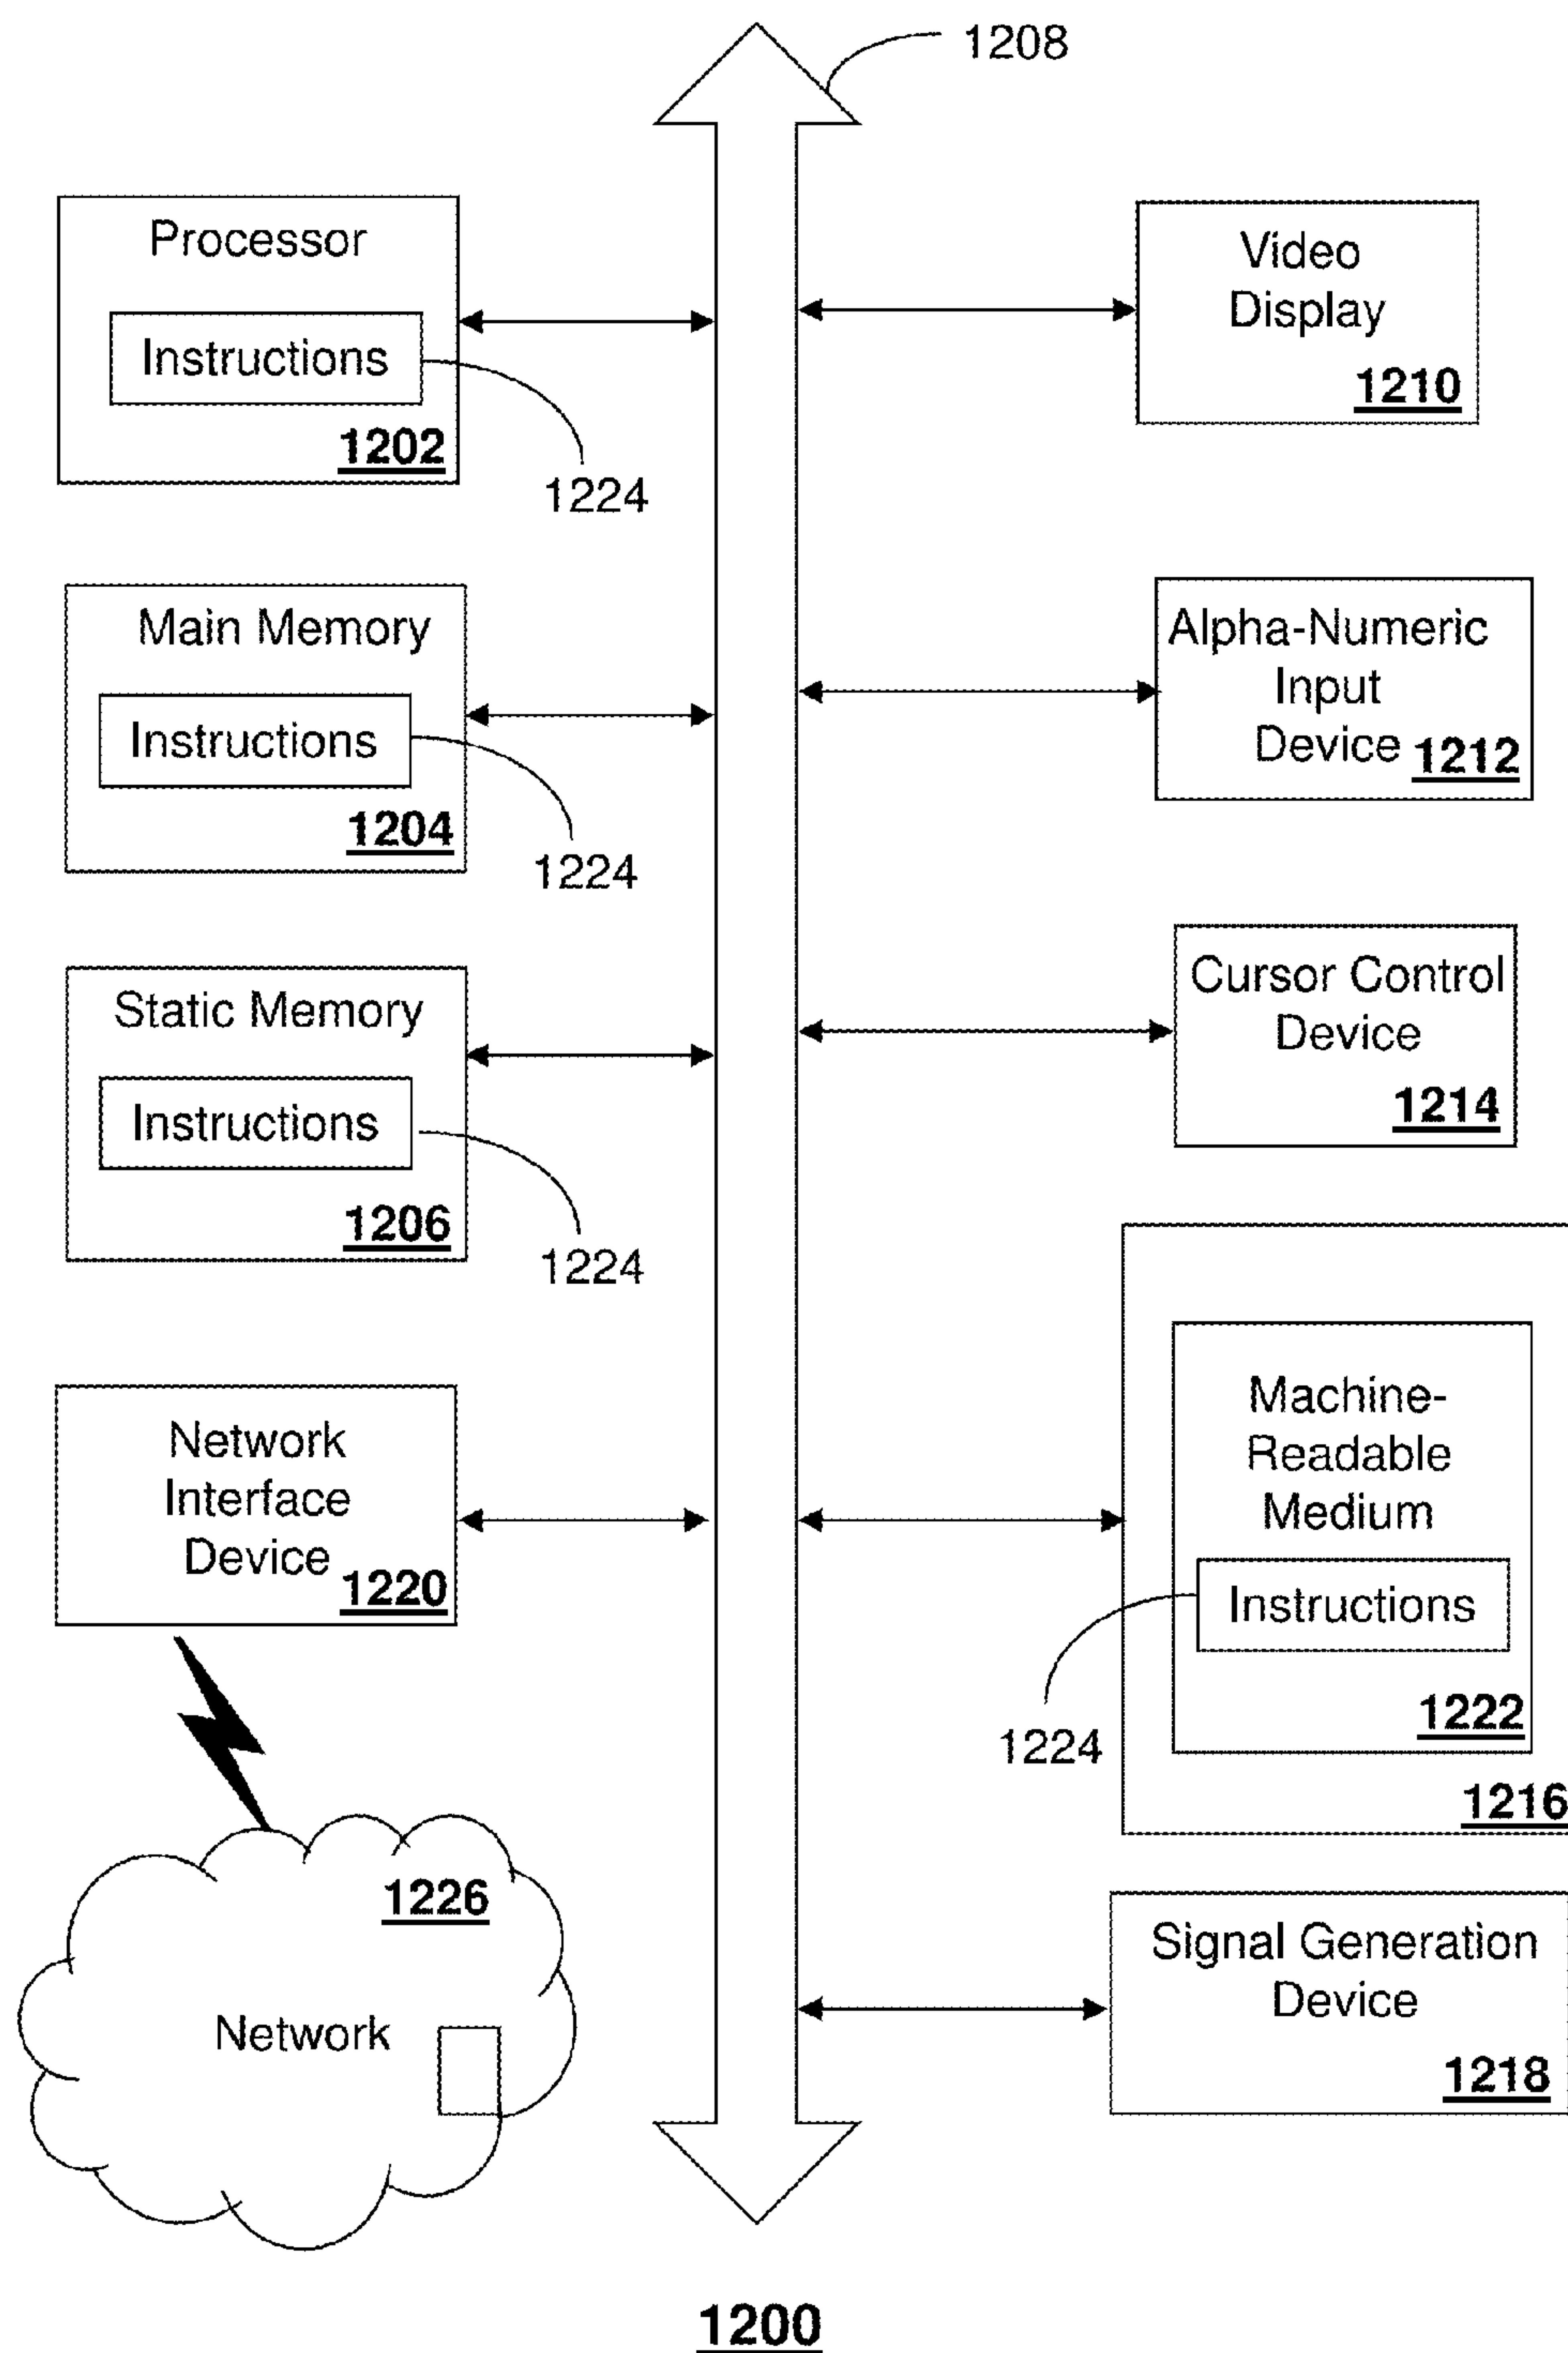 1208
Processor
Instructions
1202
1224
Main Memory
Instructions
1204
1224
Static Memory
Instructions
1206
1224
Network
Interface
Device
1220
1226
Network
Video
Display
1210
Alpha-Numeric
Input
Device
1212
Cursor Control
Device
1214
Machine-
Readable
Medium
Instructions
1222
1224
1216
Signal Generation
Device
1218
1200